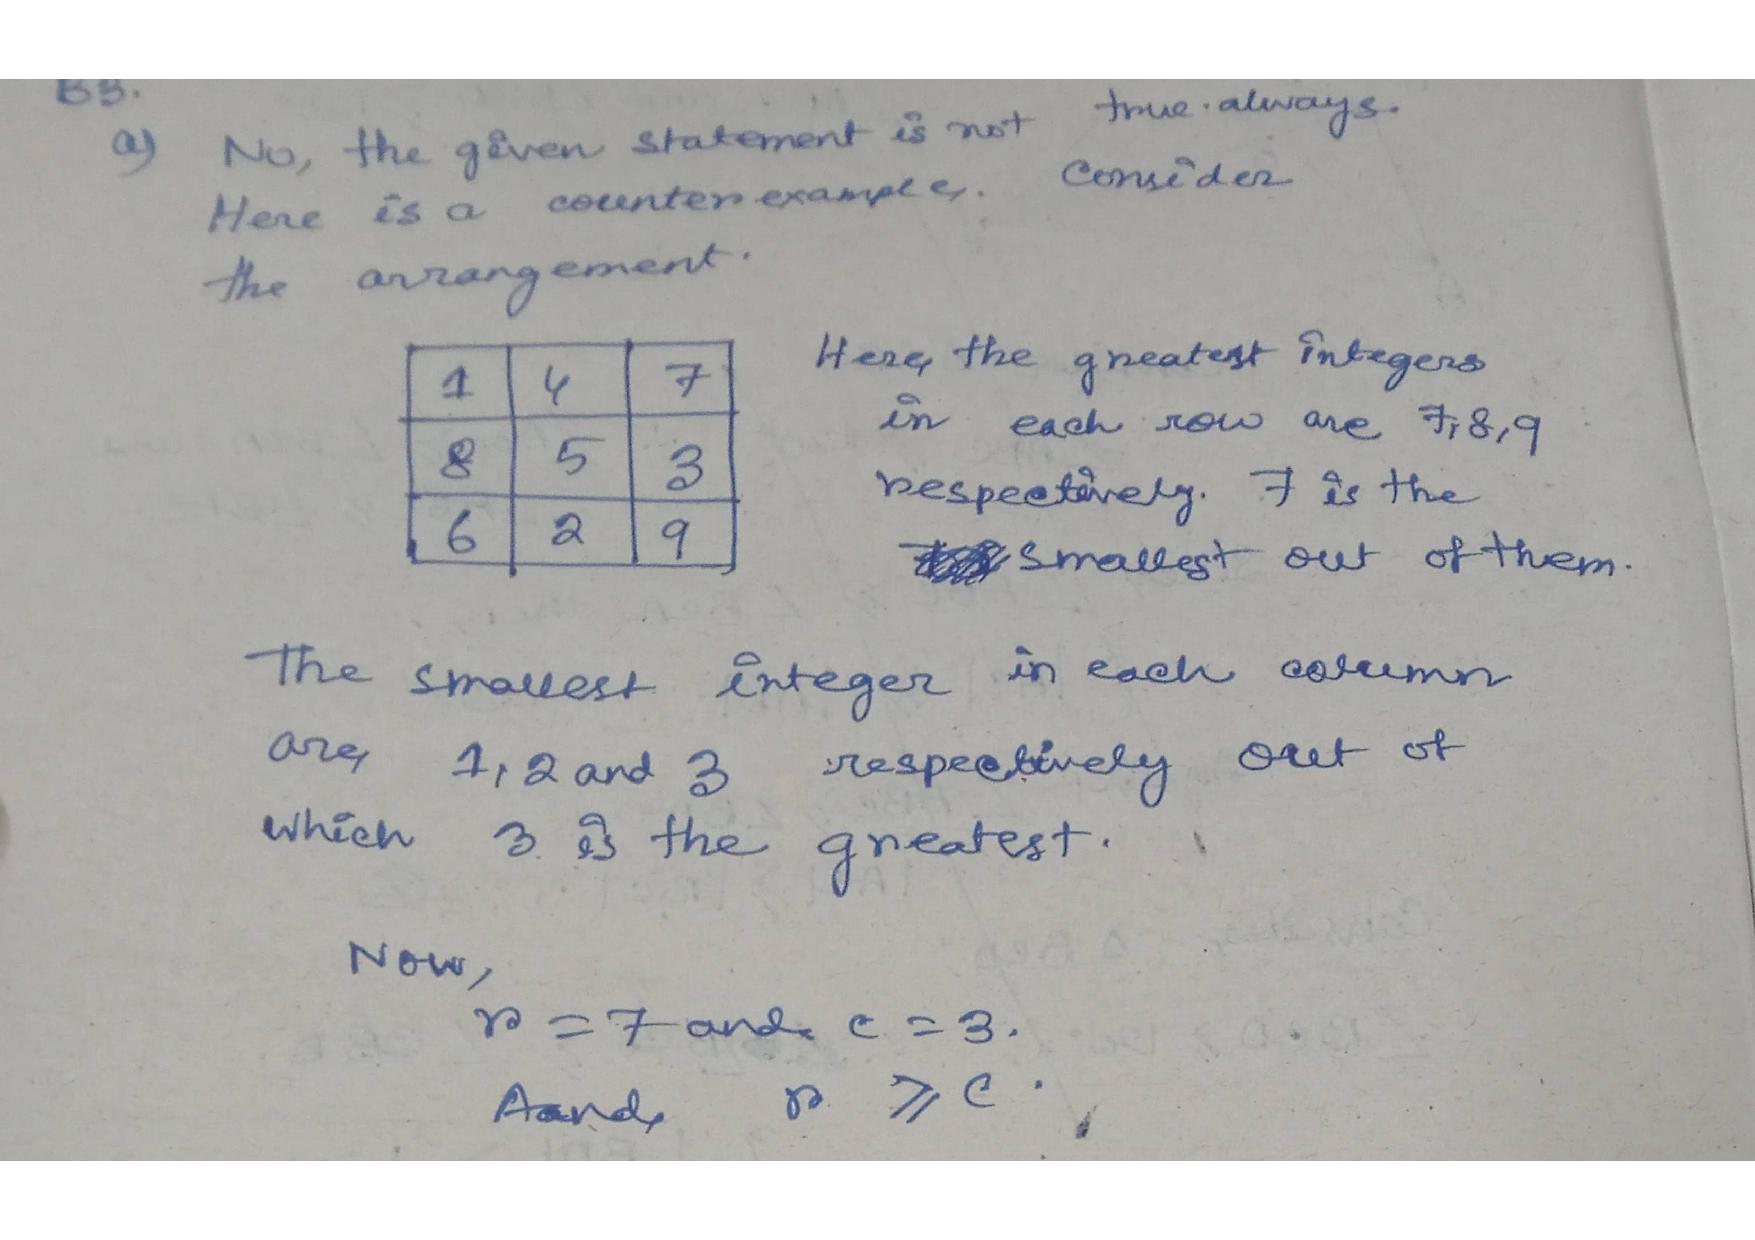 B3.
a) No, the given statement is not true always.
Here is a counter example. Consider
the arrangement.
1 4 7
8 5 3
6 2 9
Here, the greatest integers
in each row are 7, 8, 9
respectively. 7 is the
smallest out of them.
The smallest integer in each column
are, 1, 2 and 3 respectively out of
which 3 is the greatest.
Now,
r = 7 and c = 3.
Aand, r ⩾ c.